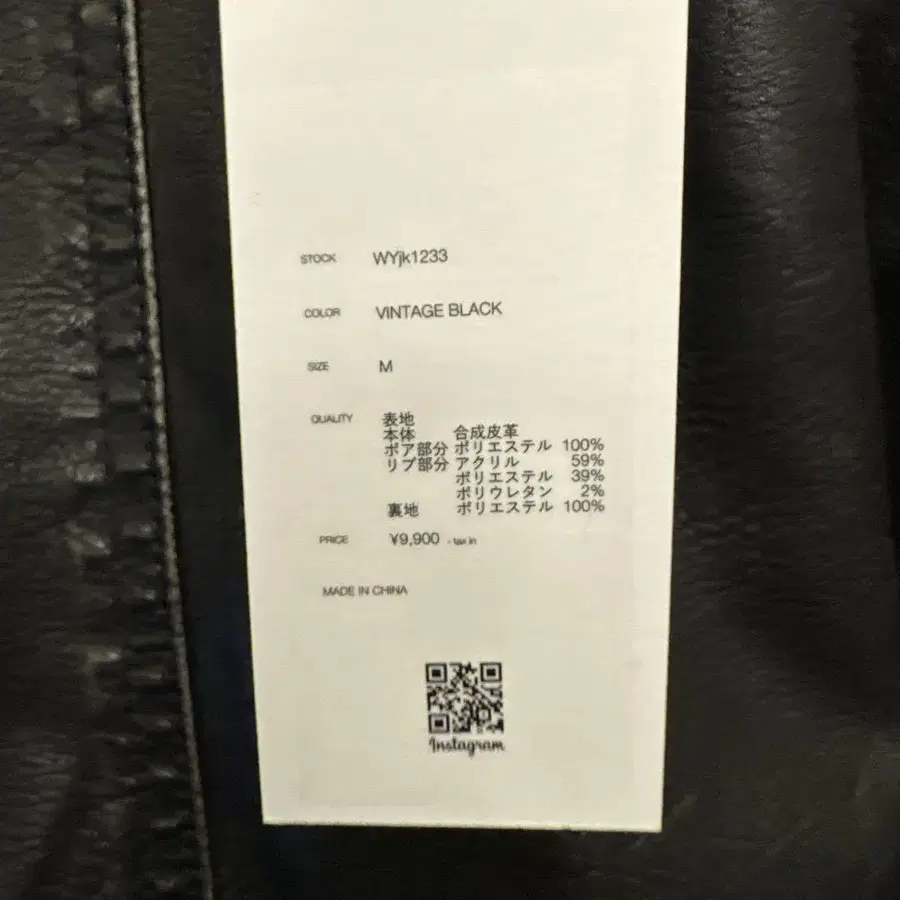 STOCK WYjk1233
COLOR VINTAGE BLACK
SIZE M
QUALITY 表地
本体 合成皮革
ボア部分 ポリエステル 100%
リブ部分 アクリル 59%
ポリエステル 39%
ポリウレタン 2%
裏地 ポリエステル 100%
PRICE ¥9,900 - tax in
MADE IN CHINA
Instagram